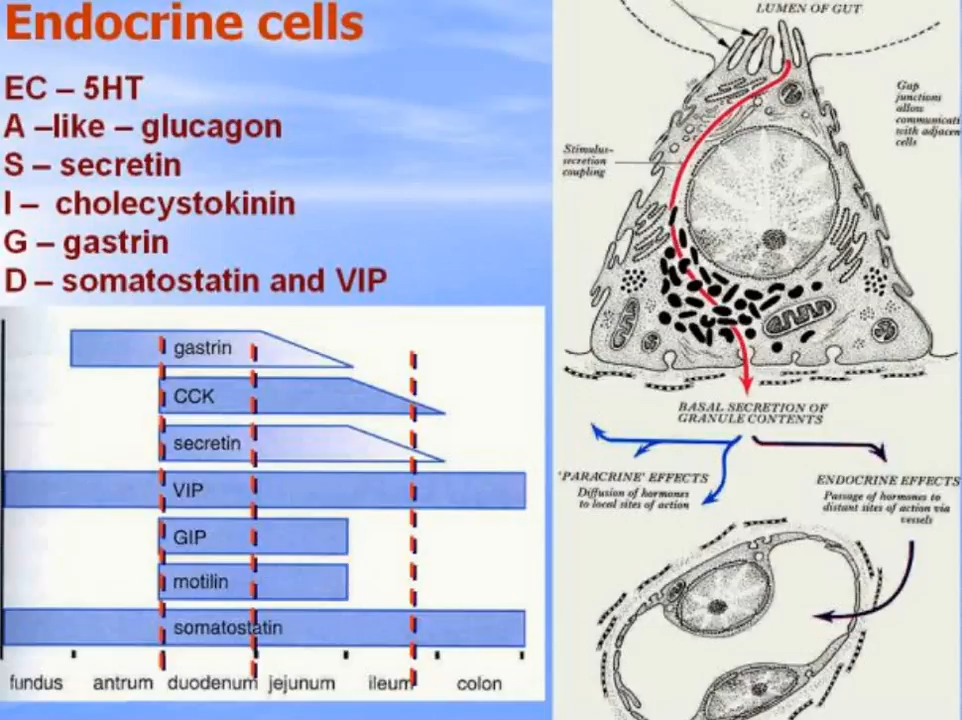 Endocrine cells
EC – 5HT
A –like – glucagon
S – secretin
I – cholecystokinin
G – gastrin
D – somatostatin and VIP
gastrin
CCK
secretin
VIP
GIP
motilin
somatostatin
fundus antrum duodenum jejunum ileum colon
LUMEN OF GUT
Gap
junctions
allow
communicati
with adjacen
cells
Stimulus-
secretion
coupling
BASAL SECRETION OF
GRANULE CONTENTS
'PARACRINE' EFFECTS
Diffusion of hormones
to local sites of action
ENDOCRINE EFFECTS
Passage of hormones to
distant sites of action via
vessels